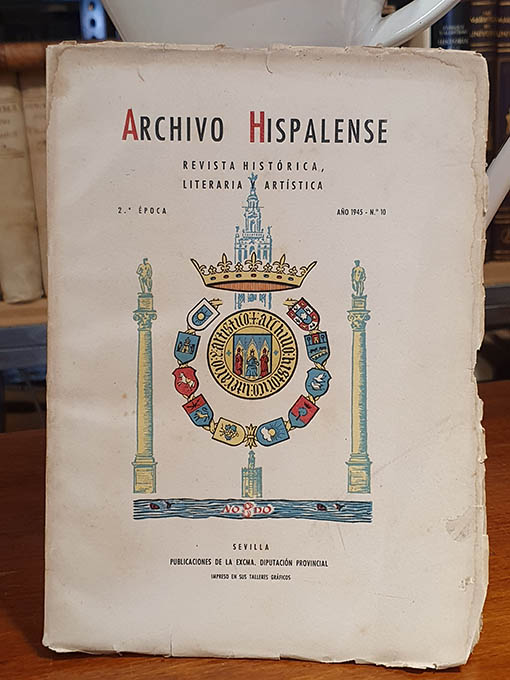 ARCHIVO HISPALENSE
REVISTA HISTÓRICA,
LITERARIA Y ARTÍSTICA
2.ª ÉPOCA
AÑO 1945 - N.º 10
NO8DO
SEVILLA
PUBLICACIONES DE LA EXCMA. DIPUTACIÓN PROVINCIAL
IMPRESO EN SUS TALLERES GRÁFICOS